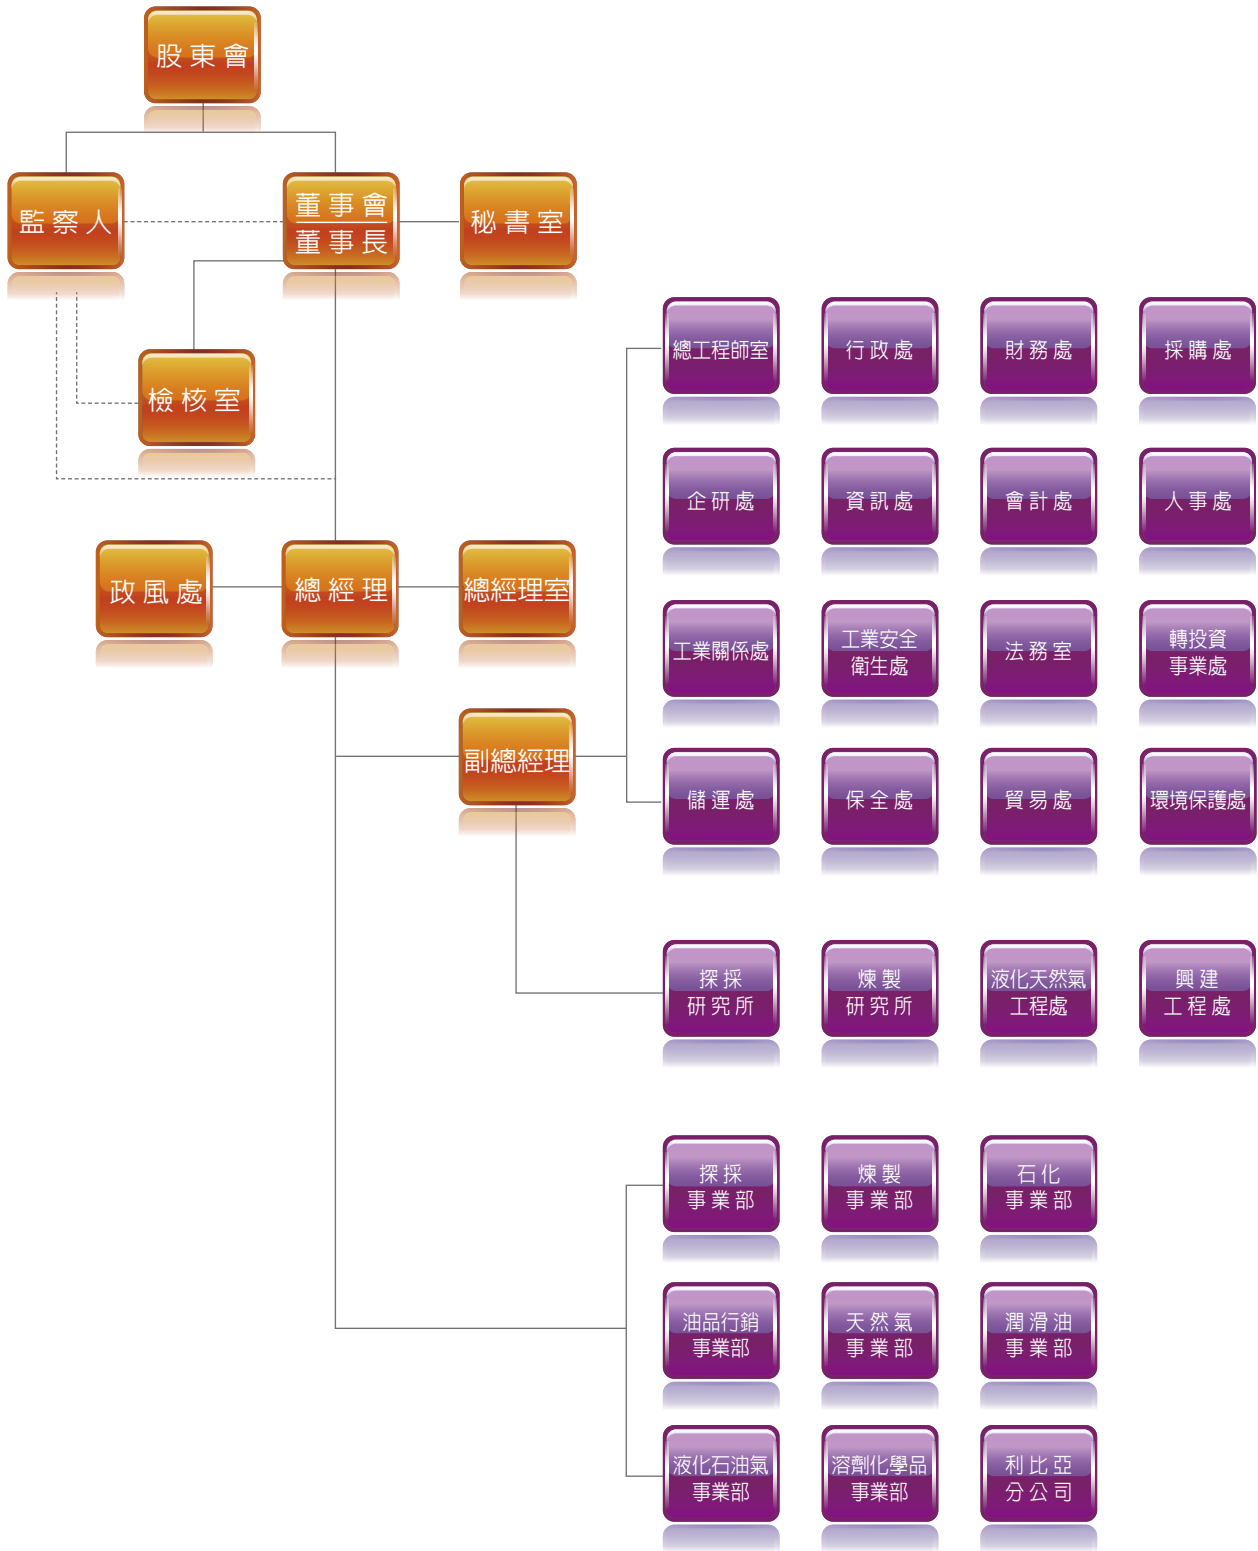 股東會
監察人
董事會
董事長
秘書室
檢核室
政風處
總經理
總經理室
副總經理
總工程師室
行政處
財務處
採購處
企研處
資訊處
會計處
人事處
工業關係處
工業安全
衛生處
法務室
轉投資
事業處
儲運處
保全處
貿易處
環境保護處
探採
研究所
煉製
研究所
液化天然氣
工程處
興建
工程處
探採
事業部
煉製
事業部
石化
事業部
油品行銷
事業部
天然氣
事業部
潤滑油
事業部
液化石油氣
事業部
溶劑化學品
事業部
利比亞
分公司